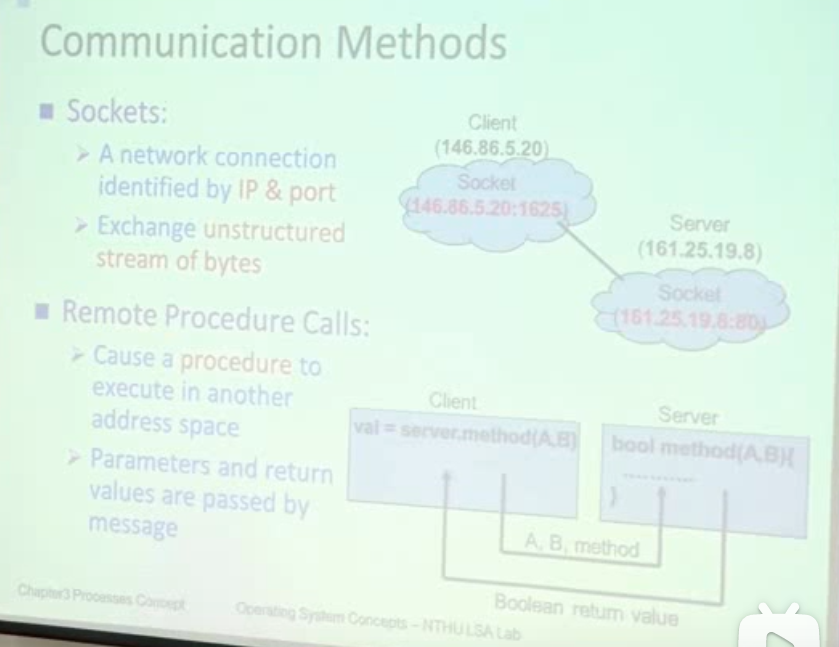 Communication Methods
■ Sockets:
➢ A network connection
identified by IP & port
➢ Exchange unstructured
stream of bytes
■ Remote Procedure Calls:
➢ Cause a procedure to
execute in another
address space
➢ Parameters and return
values are passed by
message
Client
(146.86.5.20)
Socket
(146.86.5.20:1625)
Server
(161.25.19.8)
Socket
(161.25.19.8:80)
Client
val = server.method(A,B)
Server
bool method(A,B){
............
}
A, B, method
Boolean return value
Chapter3 Processes Concept
Operating System Concepts – NTHU LSA Lab